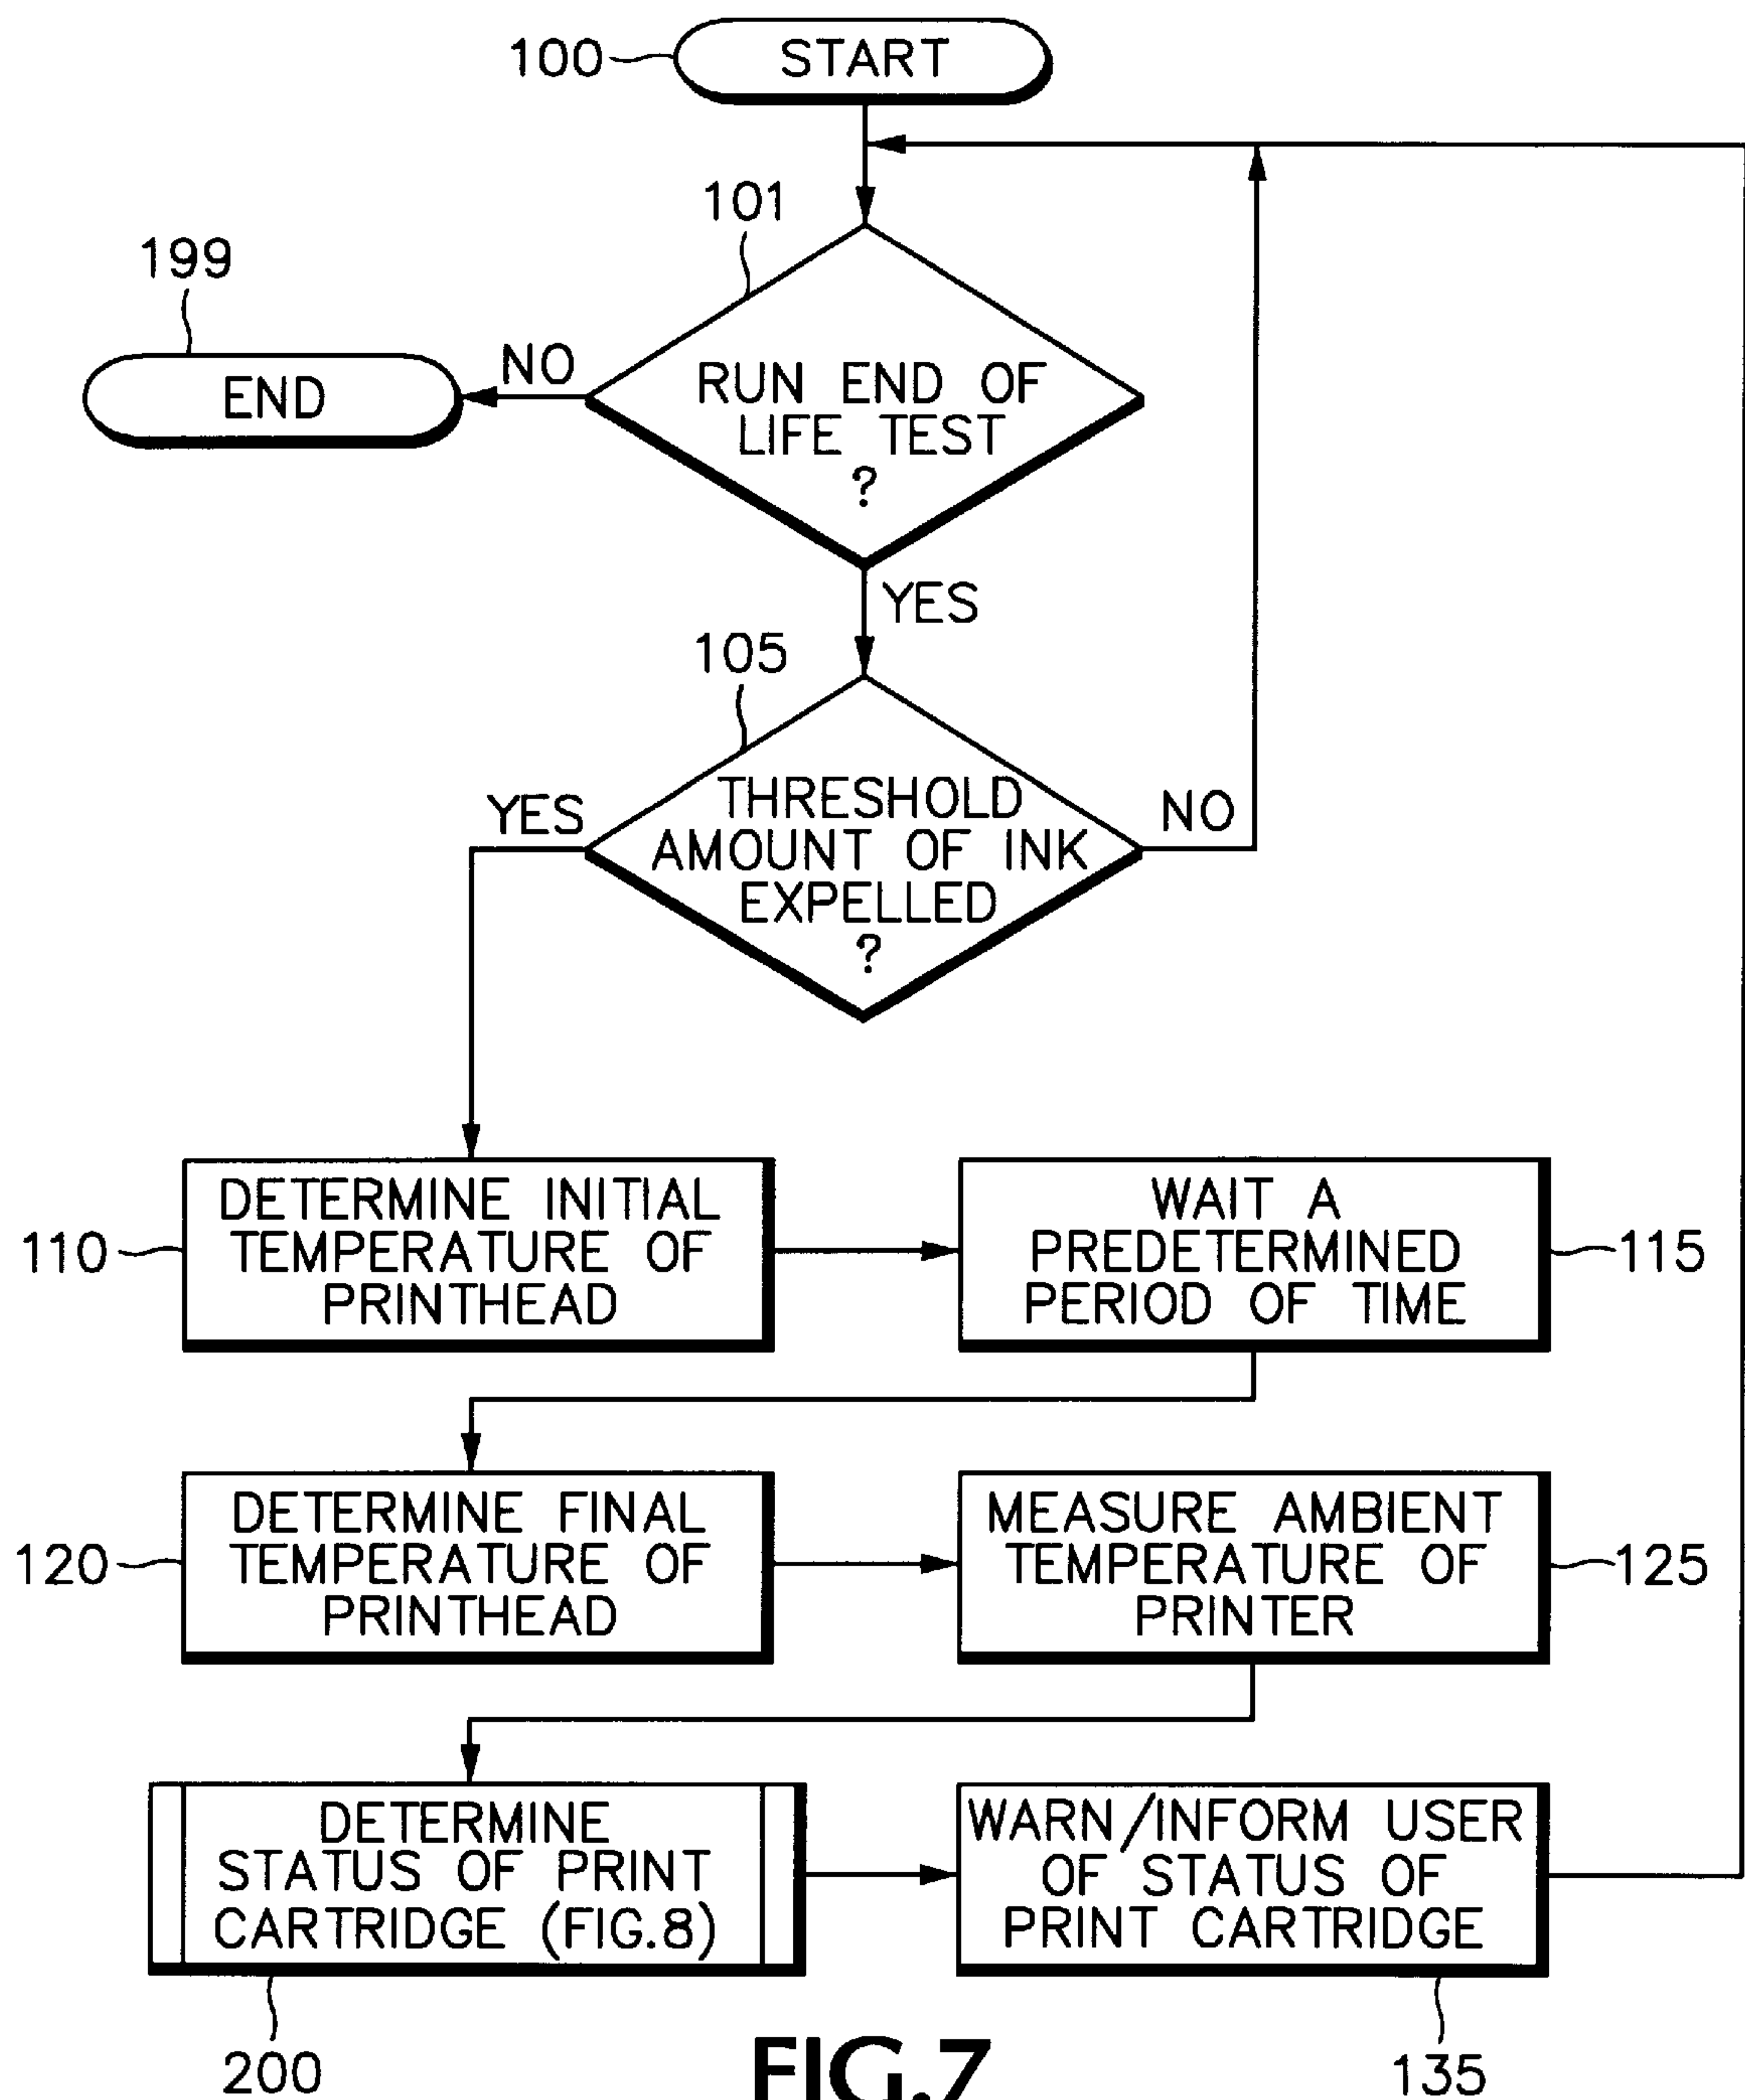 100
START
101
199
END
NO
RUN END OF
LIFE TEST
?
YES
105
THRESHOLD
AMOUNT OF INK
EXPELLED
?
YES
NO
110
DETERMINE INITIAL
TEMPERATURE OF
PRINTHEAD
WAIT A
PREDETERMINED
PERIOD OF TIME
115
120
DETERMINE FINAL
TEMPERATURE OF
PRINTHEAD
MEASURE AMBIENT
TEMPERATURE OF
PRINTER
125
DETERMINE
STATUS OF PRINT
CARTRIDGE (FIG.8)
200
WARN/INFORM USER
OF STATUS OF
PRINT CARTRIDGE
135
FIG.7